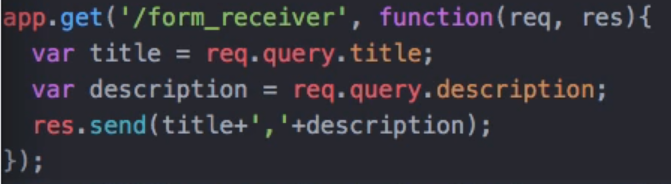 app.get('/form_receiver', function(req, res){
  var title = req.query.title;
  var description = req.query.description;
  res.send(title+','+description);
});